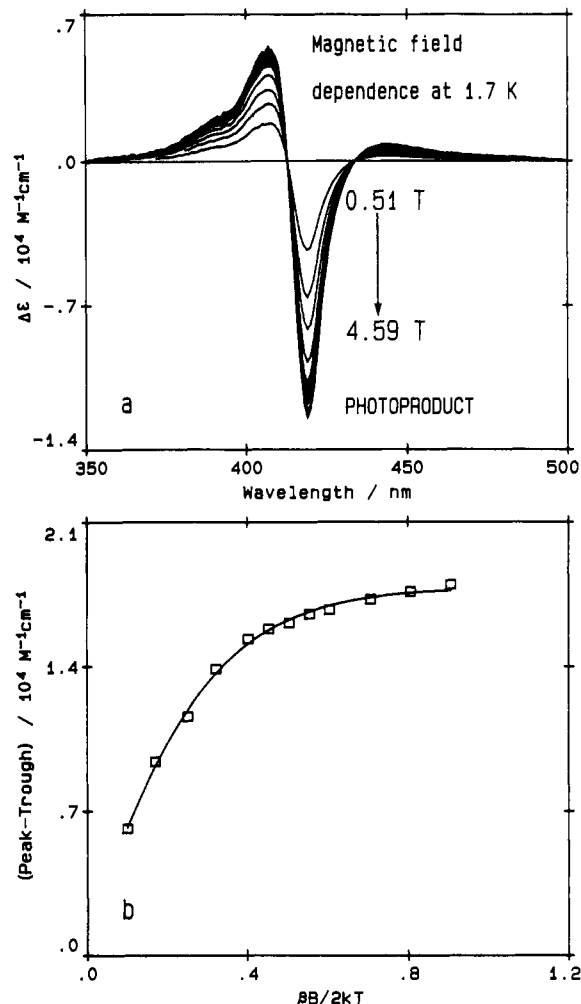 .7
Magnetic field
dependence at 1.7 K
.0
0.51 T
Δε / 10⁴ M⁻¹cm⁻¹
-.7
4.59 T
a
PHOTOPRODUCT
-1.4
350 400 450 500
Wavelength / nm
2.1
1.4
(Peak-Trough) / 10⁴ M⁻¹cm⁻¹
.7
b
.0
.0 .4 .8 1.2
βB/2kT